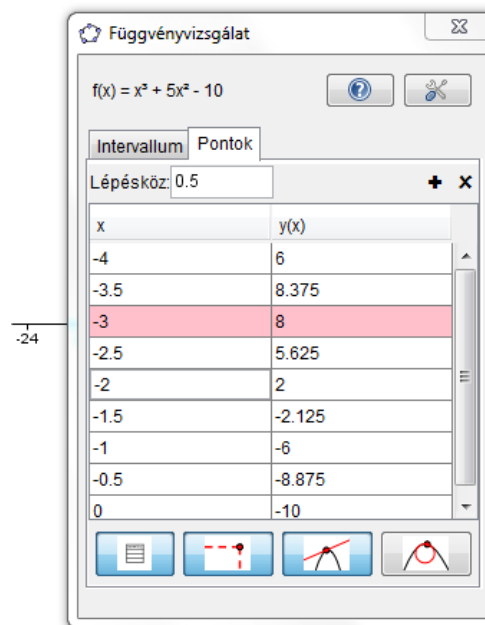 Függvényvizsgálat
f(x) = x³ + 5x² - 10
Intervallum Pontok
Lépésköz: 0.5
x y(x)
-4 6
-3.5 8.375
-3 8
-24
-2.5 5.625
-2 2
-1.5 -2.125
-1 -6
-0.5 -8.875
0 -10